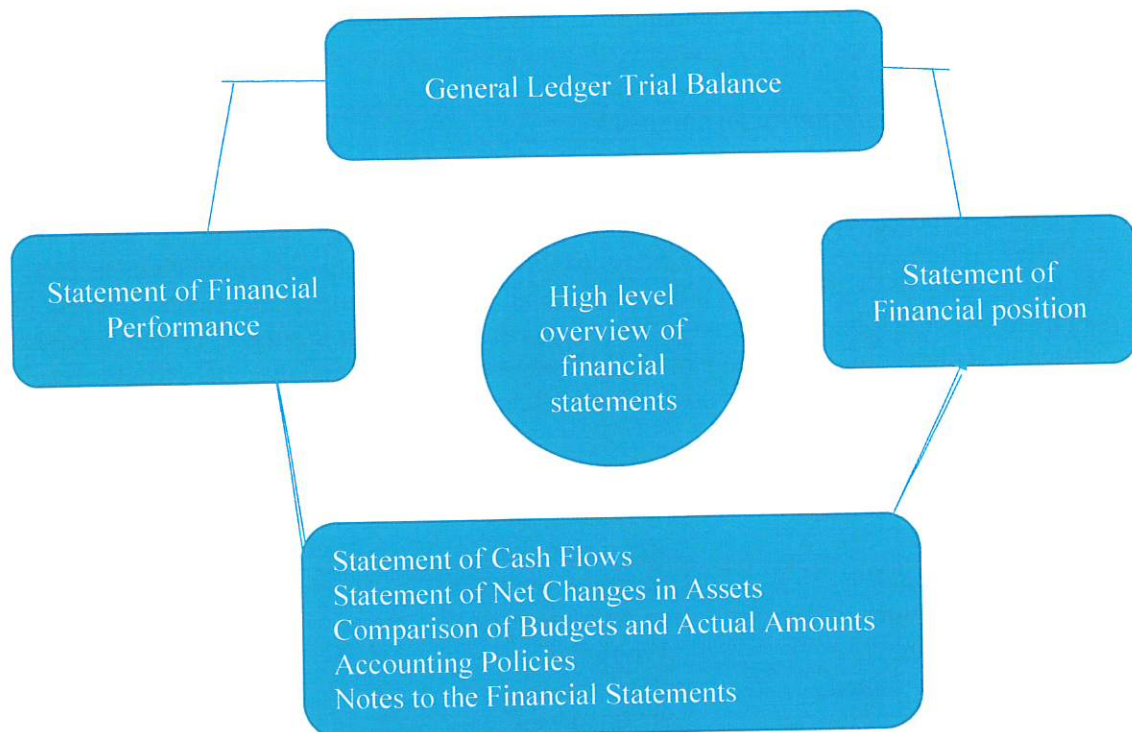 General Ledger Trial Balance
Statement of Financial
Performance
High level
overview of
financial
statements
Statement of
Financial position
Statement of Cash Flows
Statement of Net Changes in Assets
Comparison of Budgets and Actual Amounts
Accounting Policies
Notes to the Financial Statements